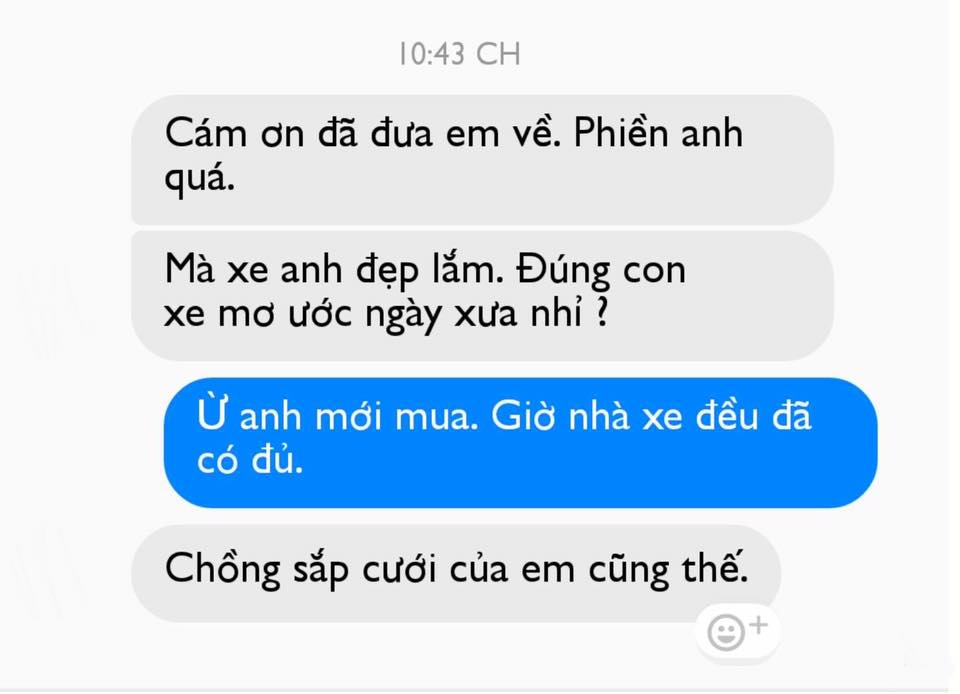 10:43 CH
Cám ơn đã đưa em về. Phiền anh
quá.
Mà xe anh đẹp lắm. Đúng con
xe mơ ước ngày xưa nhỉ ?
Ừ anh mới mua. Giờ nhà xe đều đã
có đủ.
Chồng sắp cưới của em cũng thế.